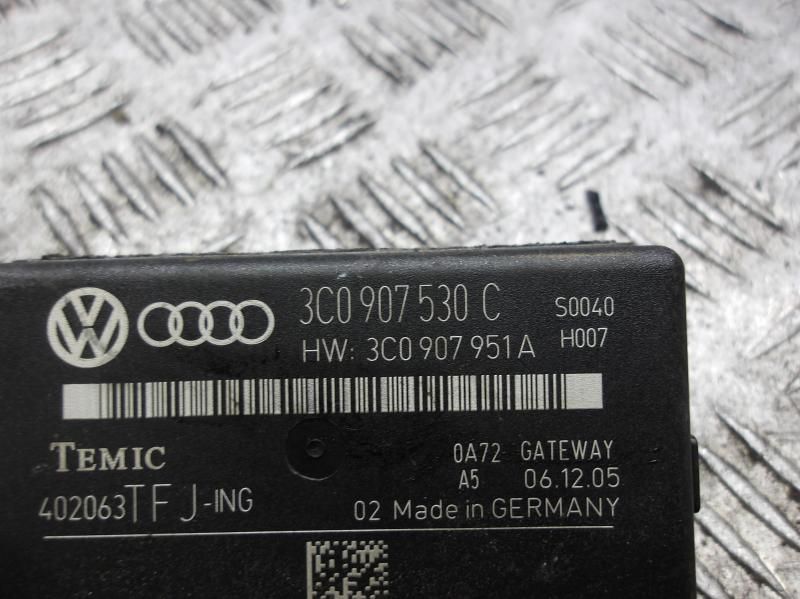 3C0 907 530 C S0040
HW: 3C0 907 951 A H007
TEMIC 0A72 GATEWAY
A5 06.12.05
402063TFJ-ING 02 Made in GERMANY